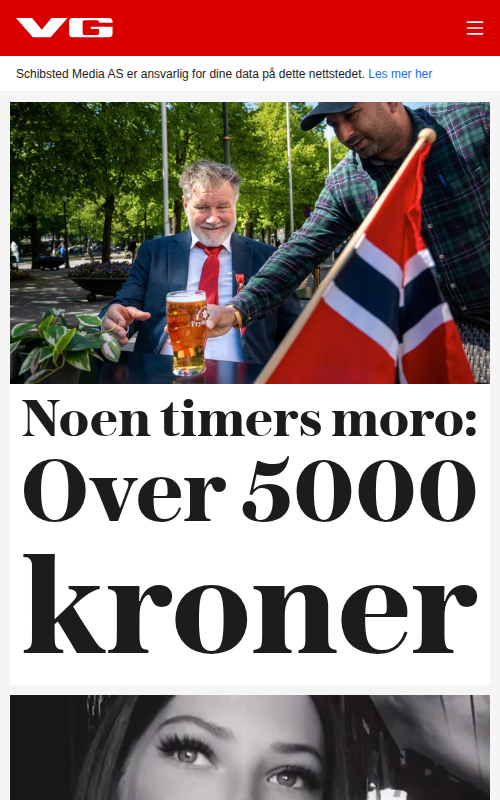 VG
Schibsted Media AS er ansvarlig for dine data på dette nettstedet. Les mer her
Noen timers moro:
Over 5000
kroner